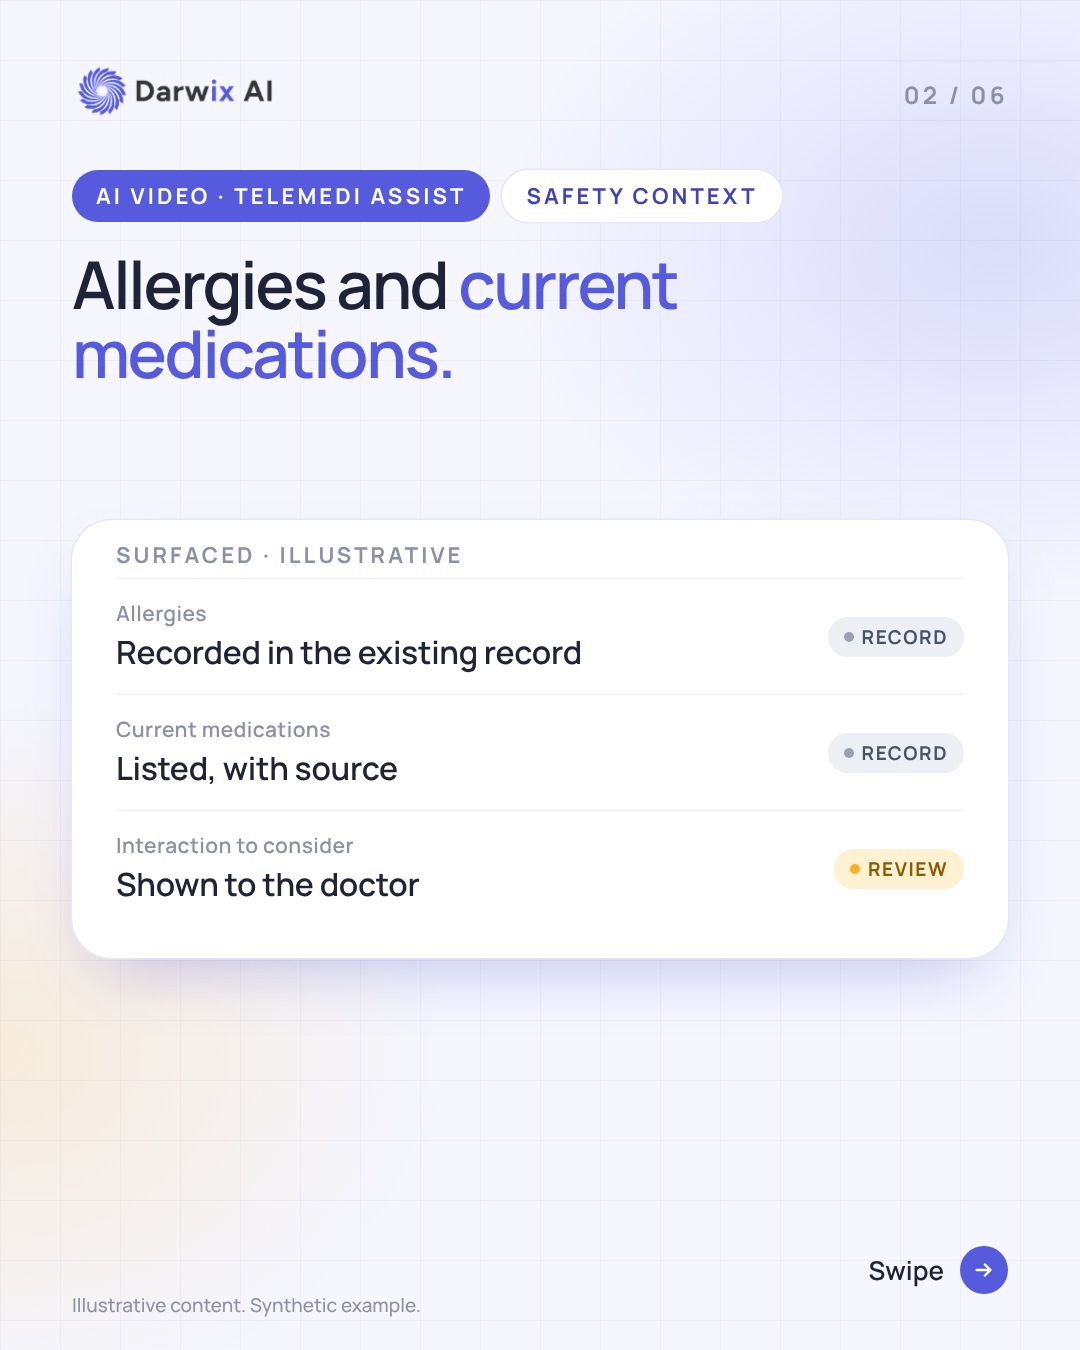 Darwix AI
02 / 06
AI VIDEO · TELEMEDI ASSIST
SAFETY CONTEXT
Allergies and current
medications.
SURFACED · ILLUSTRATIVE
Allergies
Recorded in the existing record
RECORD
Current medications
Listed, with source
RECORD
Interaction to consider
Shown to the doctor
REVIEW
Swipe
Illustrative content. Synthetic example.